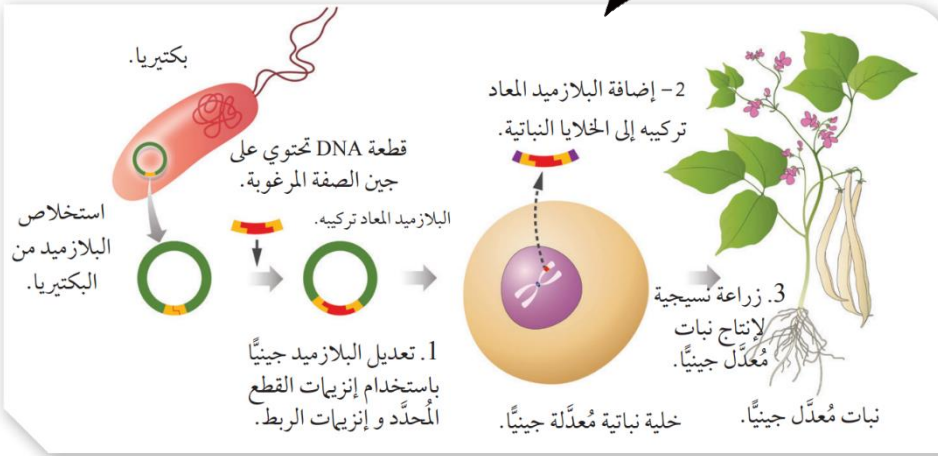 بكتيريا.
استخلاص
البلازميد من
البكتيريا.
قطعة DNA تحتوي على
جين الصفة المرغوبة.
البلازميد المعاد تركيبه.
1. تعديل البلازميد جينيًّا
باستخدام إنزيمات القطع
المُحدَّد و إنزيمات الربط.
2- إضافة البلازميد المعاد
تركيبه إلى الخلايا النباتية.
خلية نباتية مُعدَّلة جينيًّا.
3. زراعة نسيجية
لإنتاج نبات
مُعدَّل جينيًّا.
نبات مُعدَّل جينيًّا.